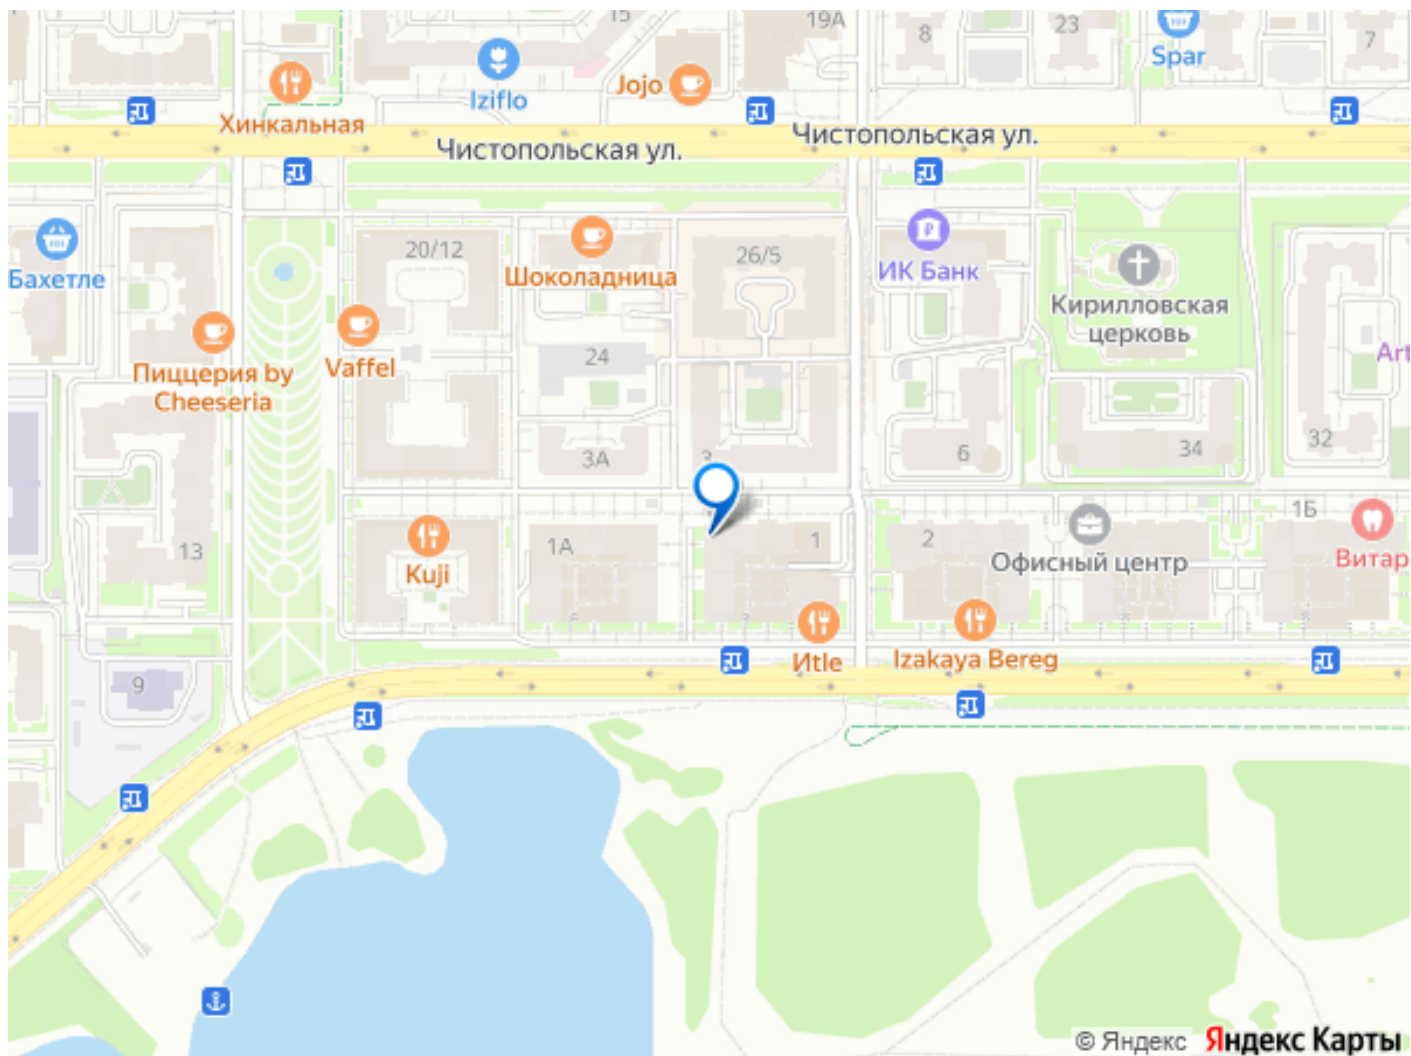 15
19А
8
23
7
Spar
Jojo
Iziflo
Хинкальная
Чистопольская ул.
Чистопольская ул.
20/12
26/5
Бахетле
Шоколадница
ИК Банк
Кирилловская
церковь
24
Vaffel
Пиццерия by
Cheeseria
Art
3А
3
6
34
32
1Б
13
1А
1
2
Офисный центр
Витар
Kuji
Итle
Izakaya Bereg
9
© Яндекс Яндекс Карты